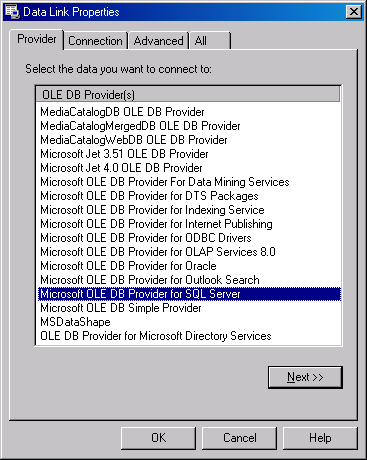 Data Link Properties
Provider Connection Advanced All
Select the data you want to connect to:
OLE DB Provider(s)
MediaCatalogDB OLE DB Provider
MediaCatalogMergedDB OLE DB Provider
MediaCatalogWebDB OLE DB Provider
Microsoft Jet 3.51 OLE DB Provider
Microsoft Jet 4.0 OLE DB Provider
Microsoft OLE DB Provider For Data Mining Services
Microsoft OLE DB Provider for DTS Packages
Microsoft OLE DB Provider for Indexing Service
Microsoft OLE DB Provider for Internet Publishing
Microsoft OLE DB Provider for ODBC Drivers
Microsoft OLE DB Provider for OLAP Services 8.0
Microsoft OLE DB Provider for Oracle
Microsoft OLE DB Provider for Outlook Search
Microsoft OLE DB Provider for SQL Server
Microsoft OLE DB Simple Provider
MSDataShape
OLE DB Provider for Microsoft Directory Services
Next >>
OK Cancel Help